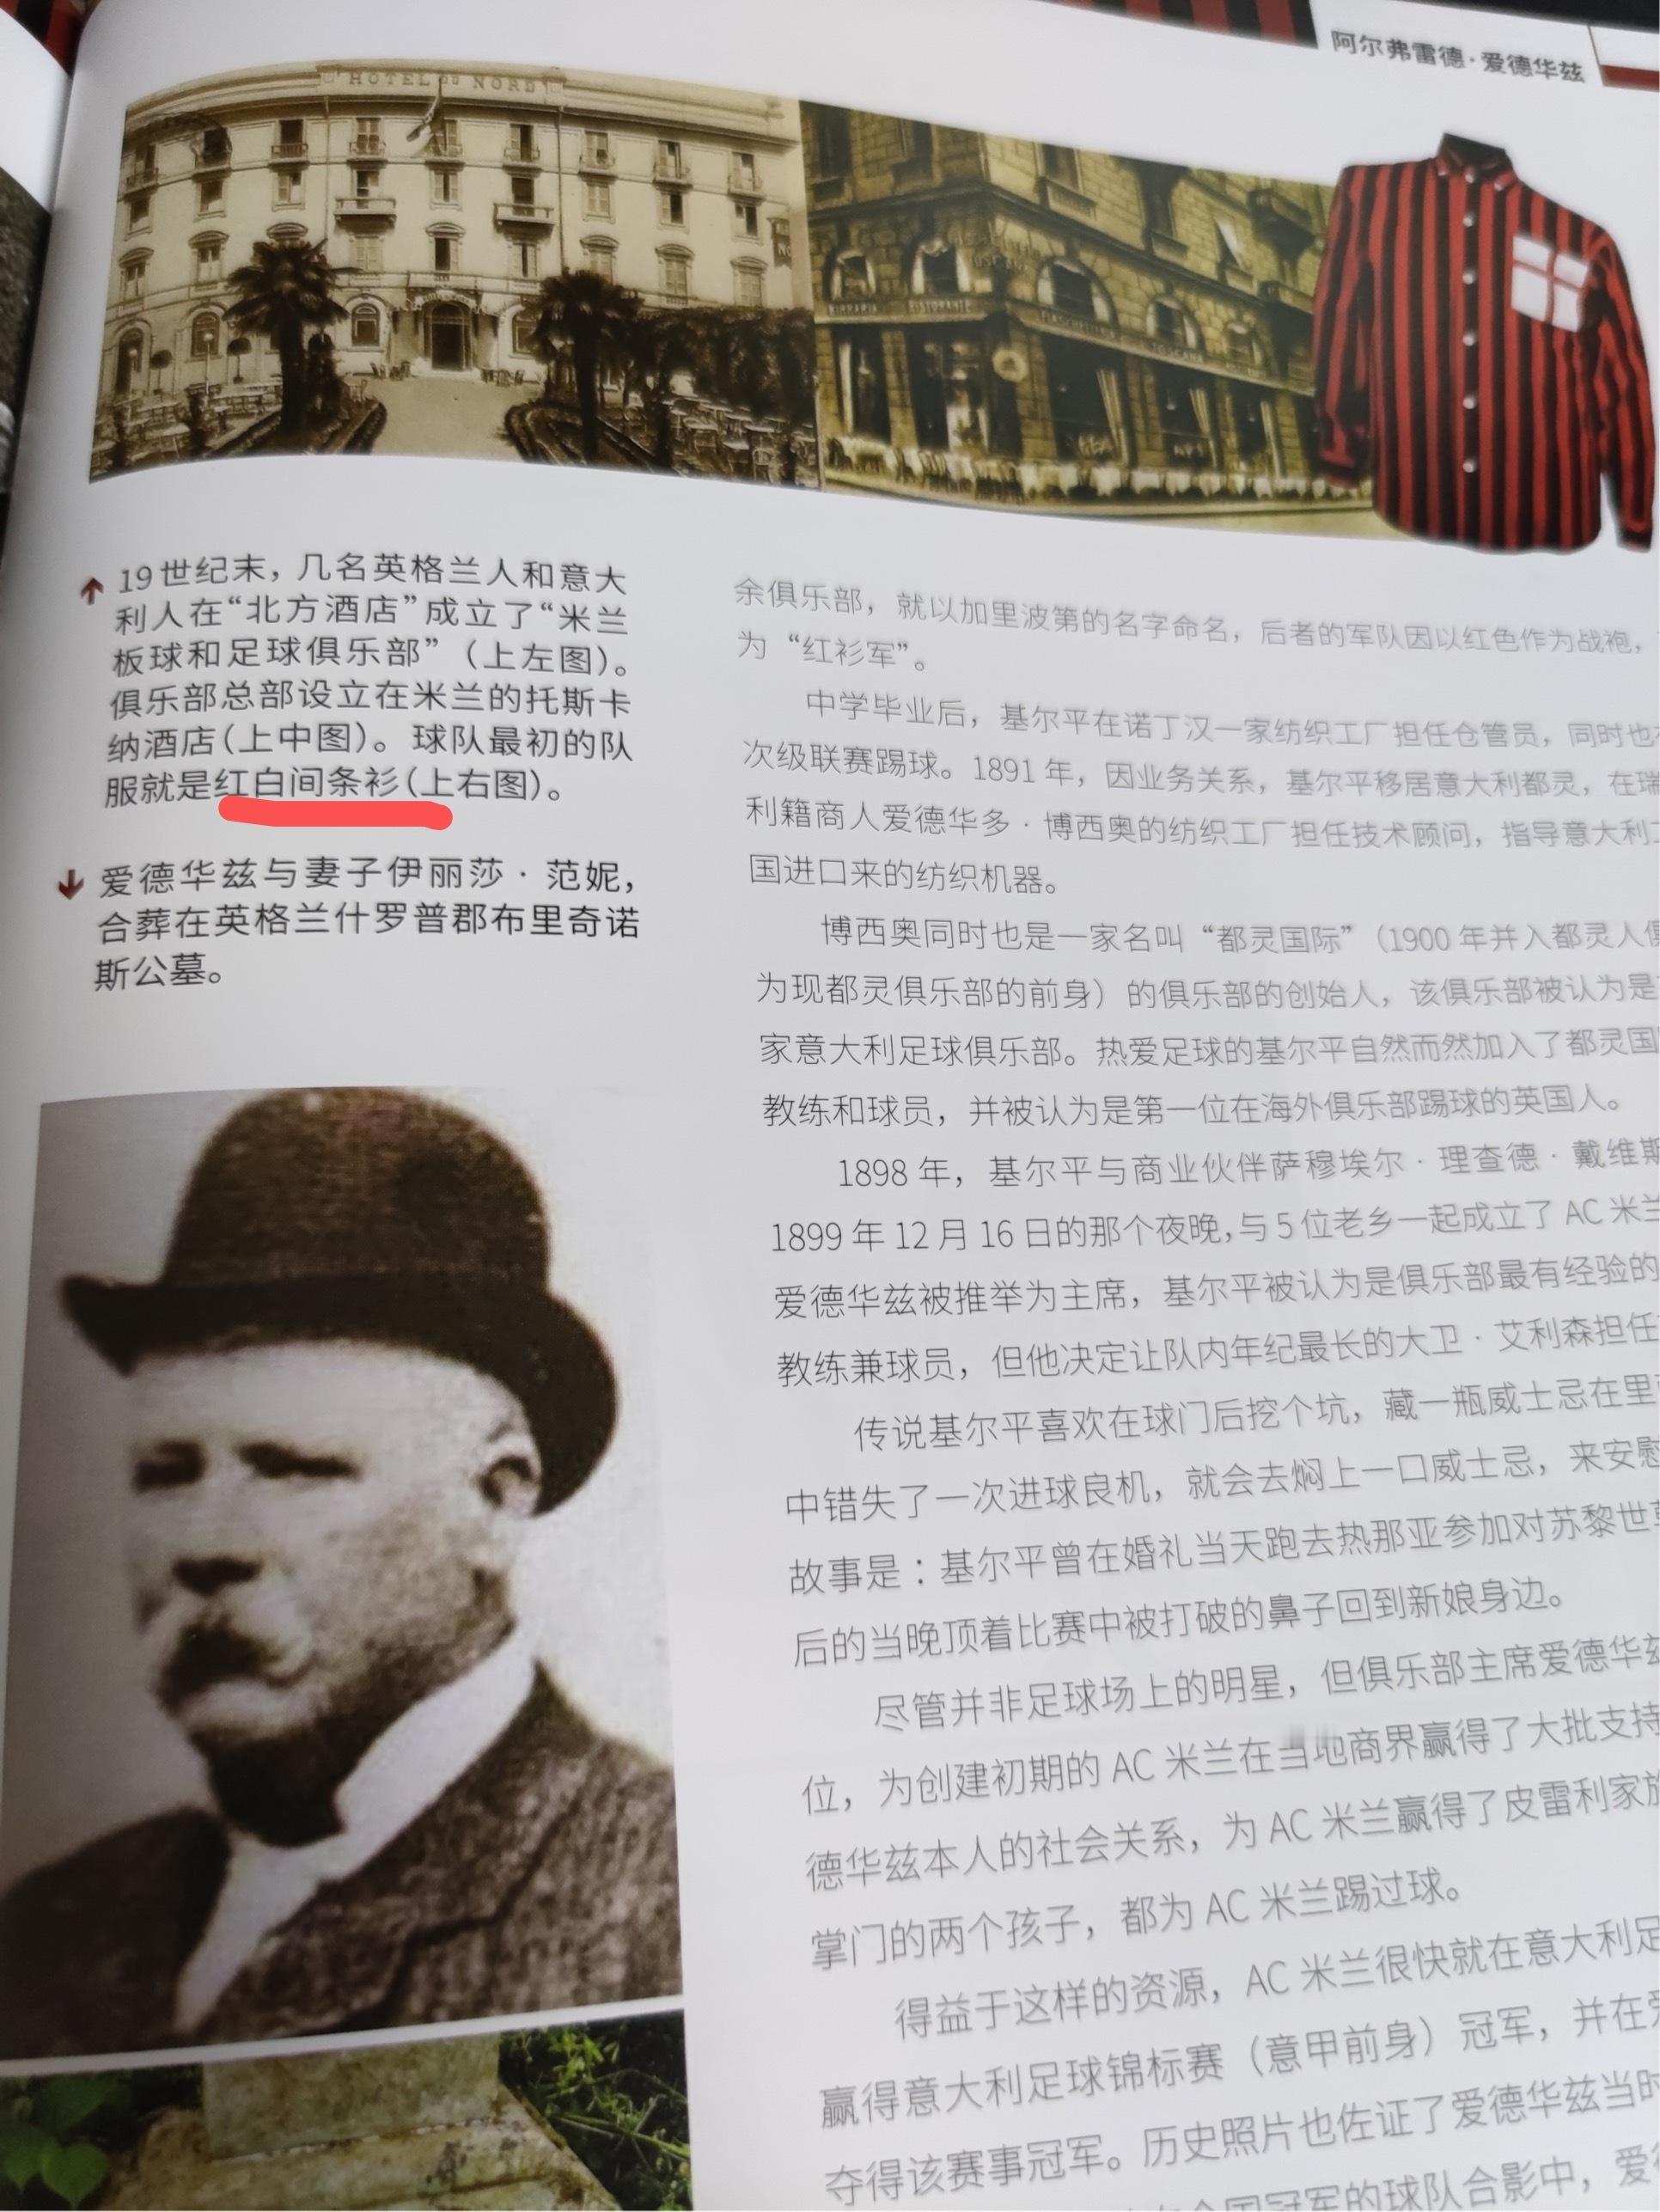 阿尔弗雷德·爱德华兹
HOTEL DU NORD
↑ 19世纪末，几名英格兰人和意大
利人在“北方酒店”成立了“米兰
板球和足球俱乐部”（上左图）。
俱乐部总部设立在米兰的托斯卡
纳酒店（上中图）。球队最初的队
服就是红白间条衫（上右图）。
↓ 爱德华兹与妻子伊丽莎·范妮，
合葬在英格兰什罗普郡布里奇诺
斯公墓。
余俱乐部，就以加里波第的名字命名，后者的军队因以红色作为战袍，
为“红衫军”。
中学毕业后，基尔平在诺丁汉一家纺织工厂担任仓管员，同时也
次级联赛踢球。1891年，因业务关系，基尔平移居意大利都灵，在瑞
利籍商人爱德华多·博西奥的纺织工厂担任技术顾问，指导意大利
国进口来的纺织机器。
博西奥同时也是一家名叫“都灵国际”（1900年并入都灵人俱
为现都灵俱乐部的前身）的俱乐部的创始人，该俱乐部被认为是
家意大利足球俱乐部。热爱足球的基尔平自然而然加入了都灵国
教练和球员，并被认为是第一位在海外俱乐部踢球的英国人。
1898年，基尔平与商业伙伴萨穆埃尔·理查德·戴维斯
1899年12月16日的那个夜晚，与5位老乡一起成立了AC米兰
爱德华兹被推举为主席，基尔平被认为是俱乐部最有经验的
教练兼球员，但他决定让队内年纪最长的大卫·艾利森担任
传说基尔平喜欢在球门后挖个坑，藏一瓶威士忌在里
中错失了一次进球良机，就会去焖上一口威士忌，来安慰
故事是：基尔平曾在婚礼当天跑去热那亚参加对苏黎世草
后的当晚顶着比赛中被打破的鼻子回到新娘身边。
尽管并非足球场上的明星，但俱乐部主席爱德华兹
位，为创建初期的AC米兰在当地商界赢得了大批支持
德华兹本人的社会关系，为AC米兰赢得了皮雷利家族
掌门的两个孩子，都为AC米兰踢过球。
得益于这样的资源，AC米兰很快就在意大利足
赢得意大利足球锦标赛（意甲前身）冠军，并在
夺得该赛事冠军。历史照片也佐证了爱德华兹当时
全国冠军的球队合影中，爱德